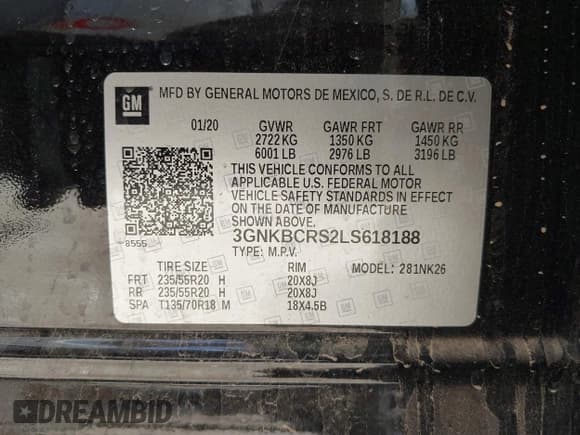 GM
MFD BY GENERAL MOTORS DE MEXICO, S. DE R.L. DE C.V.
01/20 GVWR GAWR FRT GAWR RR
2722 KG 1350 KG 1450 KG
6001 LB 2976 LB 3196 LB
THIS VEHICLE CONFORMS TO ALL
APPLICABLE U.S. FEDERAL MOTOR
VEHICLE SAFETY STANDARDS IN EFFECT
ON THE DATE OF MANUFACTURE
SHOWN ABOVE.
8555
3GNKBCRS2LS618188
TYPE: M.P.V.
TIRE SIZE RIM MODEL: 281NK26
FRT 235/55R20 H 20X8J
RR 235/55R20 H 20X8J
SPA T135/70R18 M 18X4.5B
DREAMBID